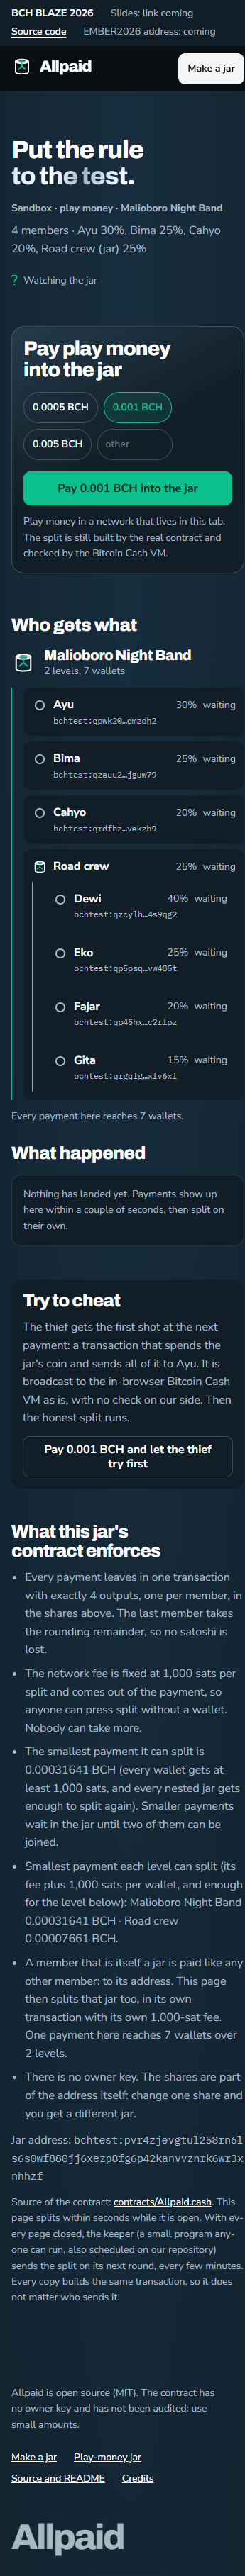 BCH BLAZE 2026 Slides: link coming
Source code EMBER2026 address: coming
Allpaid Make a jar
Put the rule
to the test.
Sandbox · play money · Malioboro Night Band
4 members · Ayu 30%, Bima 25%, Cahyo
20%, Road crew (jar) 25%
? Watching the jar
Pay play money
into the jar
0.0005 BCH 0.001 BCH
0.005 BCH other
Pay 0.001 BCH into the jar
Play money in a network that lives in this tab.
The split is still built by the real contract and
checked by the Bitcoin Cash VM.
Who gets what
Malioboro Night Band
2 levels, 7 wallets
Ayu 30% waiting
bchtest:qpwk20…dmzdh2
Bima 25% waiting
bchtest:qzauu2…jguw79
Cahyo 20% waiting
bchtest:qrdfhz…vakzh9
Road crew 25% waiting
Dewi 40% waiting
bchtest:qzcylh…4s9qg2
Eko 25% waiting
bchtest:qp5psq…vw485t
Fajar 20% waiting
bchtest:qp45hx…c2rfpz
Gita 15% waiting
bchtest:qrgqlg…xfv6xl
Every payment here reaches 7 wallets.
What happened
Nothing has landed yet. Payments show up
here within a couple of seconds, then split on
their own.
Try to cheat
The thief gets the first shot at the next
payment: a transaction that spends the
jar's coin and sends all of it to Ayu. It is
broadcast to the in-browser Bitcoin Cash
VM as is, with no check on our side. Then
the honest split runs.
Pay 0.001 BCH and let the thief
try first
What this jar's
contract enforces
• Every payment leaves in one transaction
with exactly 4 outputs, one per member, in
the shares above. The last member takes
the rounding remainder, so no satoshi is
lost.
• The network fee is fixed at 1,000 sats per
split and comes out of the payment, so
anyone can press split without a wallet.
Nobody can take more.
• The smallest payment it can split is
0.00031641 BCH (every wallet gets at
least 1,000 sats, and every nested jar gets
enough to split again). Smaller payments
wait in the jar until two of them can be
joined.
• Smallest payment each level can split (its
fee plus 1,000 sats per wallet, and enough
for the level below): Malioboro Night Band
0.00031641 BCH · Road crew
0.00007661 BCH.
• A member that is itself a jar is paid like any
other member: to its address. This page
then splits that jar too, in its own
transaction with its own 1,000-sat fee.
One payment here reaches 7 wallets over
2 levels.
• There is no owner key. The shares are part
of the address itself: change one share and
you get a different jar.
Jar address: bchtest:pvr4zjevgtul258rn6l
s6s0wf880jj6xezp8fg6p42kanvvznrk6wr3x
nhhzf
Source of the contract: contracts/Allpaid.cash. This
page splits within seconds while it is open. With ev-
ery page closed, the keeper (a small program any-
one can run, also scheduled on our repository)
sends the split on its next round, every few minutes.
Every copy builds the same transaction, so it does
not matter who sends it.
Allpaid is open source (MIT). The contract has
no owner key and has not been audited: use
small amounts.
Make a jar Play-money jar
Source and README Credits
Allpaid